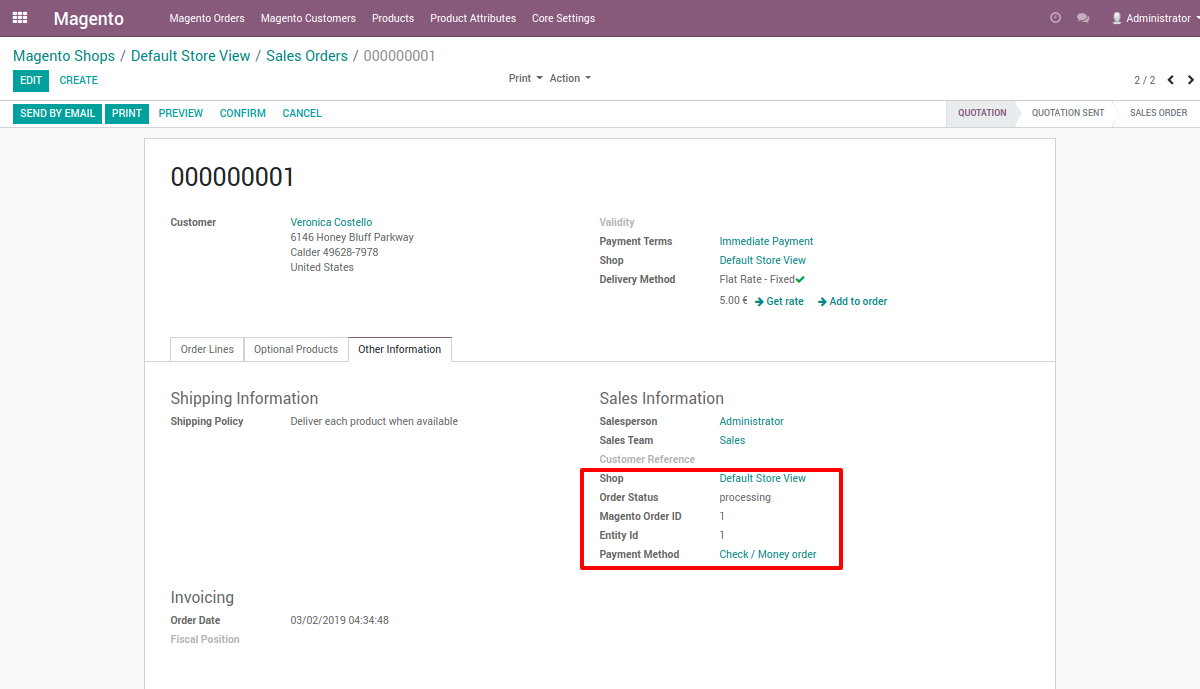 Magento Magento Orders Magento Customers Products Product Attributes Core Settings Administrator
Magento Shops / Default Store View / Sales Orders / 000000001
EDIT CREATE Print Action 2 / 2
SEND BY EMAIL PRINT PREVIEW CONFIRM CANCEL QUOTATION QUOTATION SENT SALES ORDER
000000001
Customer Veronica Costello
6146 Honey Bluff Parkway
Calder 49628-7978
United States
Validity
Payment Terms Immediate Payment
Shop Default Store View
Delivery Method Flat Rate - Fixed
5.00 € Get rate Add to order
Order Lines Optional Products Other Information
Shipping Information
Shipping Policy Deliver each product when available
Sales Information
Salesperson Administrator
Sales Team Sales
Customer Reference
Shop Default Store View
Order Status processing
Magento Order ID 1
Entity Id 1
Payment Method Check / Money order
Invoicing
Order Date 03/02/2019 04:34:48
Fiscal Position